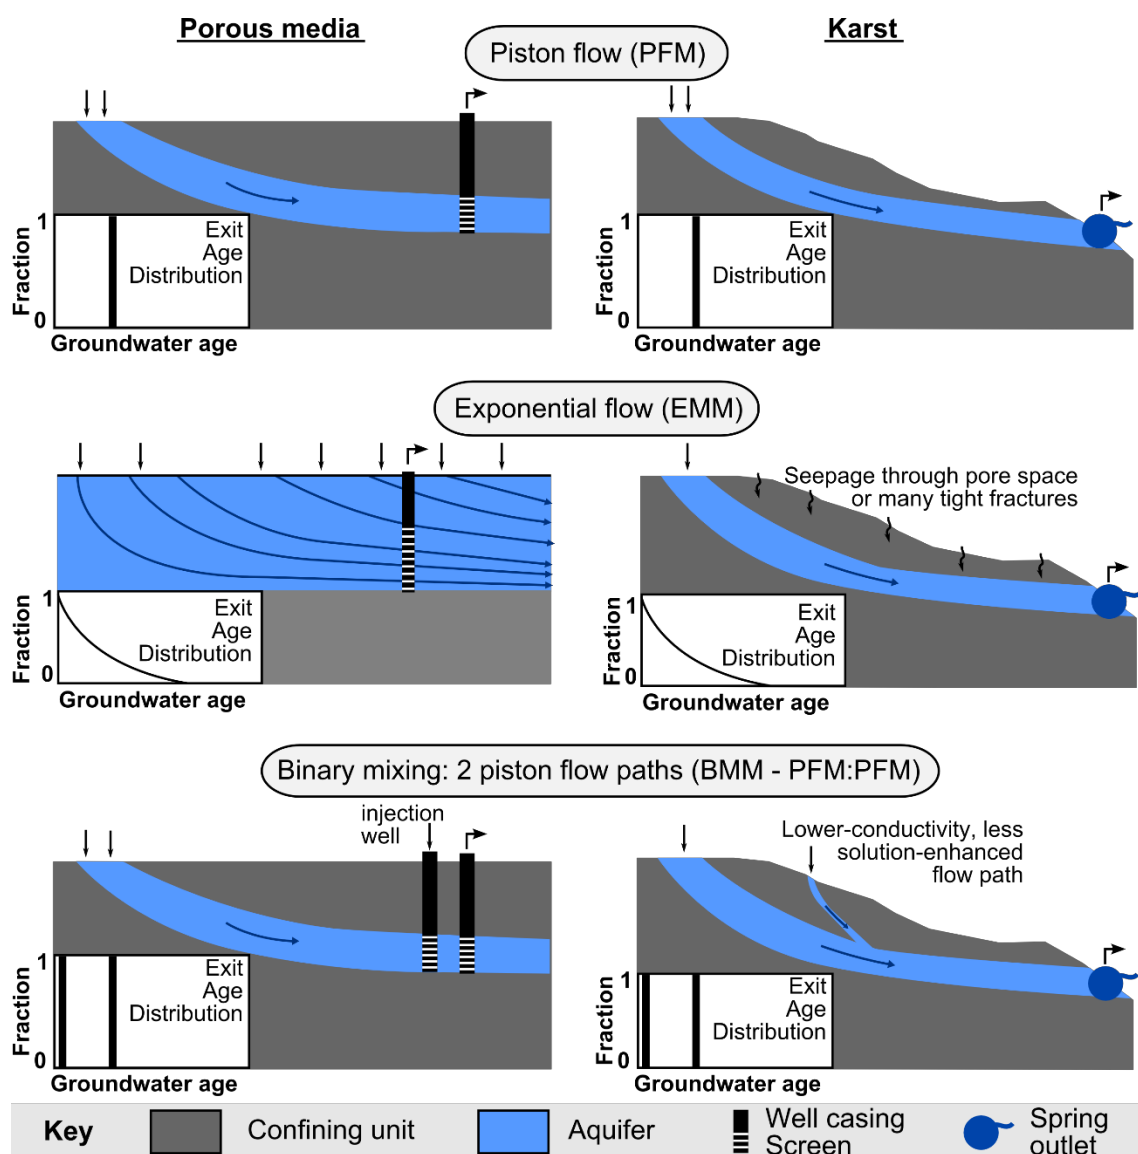 Porous media
Karst
Piston flow (PFM)
1
Exit
Age
Distribution
Fraction
0
Groundwater age
1
Exit
Age
Distribution
Fraction
0
Groundwater age
Exponential flow (EMM)
Seepage through pore space
or many tight fractures
1
Exit
Age
Distribution
Fraction
0
Groundwater age
1
Exit
Age
Distribution
Fraction
0
Groundwater age
Binary mixing: 2 piston flow paths (BMM - PFM:PFM)
injection
well
Lower-conductivity, less
solution-enhanced
flow path
1
Exit
Age
Distribution
Fraction
0
Groundwater age
1
Exit
Age
Distribution
Fraction
0
Groundwater age
Key
Confining unit
Aquifer
Well casing
Screen
Spring
outlet